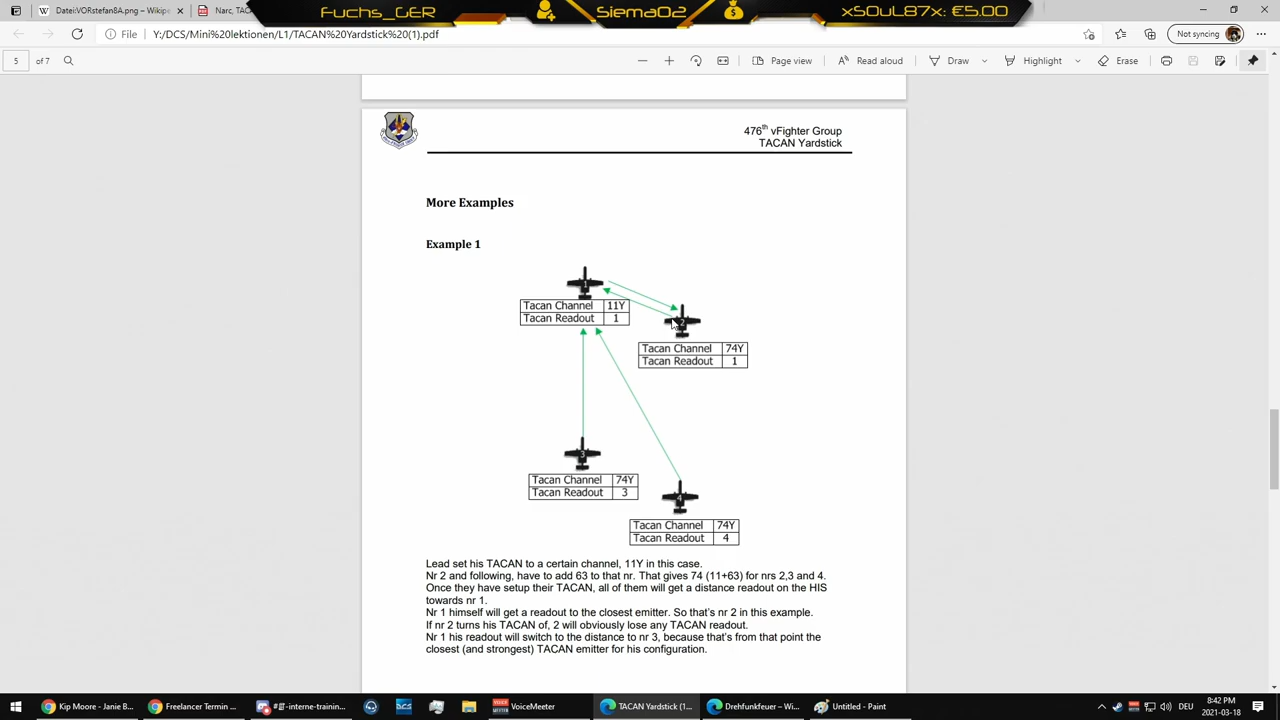 Fuchs_GER
Siema02
xS0uL87x: €5.00
DateiːVORstefanBA.png – Wikip
Narc, TAC
File
Y:/DCS/Mini%20lektionen/L1/TACAN%20Yardstick%20(1).pdf
Not syncing
5
of 7
Page view
Read aloud
Draw
Highlight
Erase
476th vFighter Group
TACAN Yardstick
More Examples
Example 1
1
Tacan Channel 11Y
Tacan Readout 1
2
Tacan Channel 74Y
Tacan Readout 1
3
Tacan Channel 74Y
Tacan Readout 3
4
Tacan Channel 74Y
Tacan Readout 4
Lead set his TACAN to a certain channel, 11Y in this case.
Nr 2 and following, have to add 63 to that nr. That gives 74 (11+63) for nrs 2,3 and 4.
Once they have setup their TACAN, all of them will get a distance readout on the HIS
towards nr 1.
Nr 1 himself will get a readout to the closest emitter. So that's nr 2 in this example.
If nr 2 turns his TACAN of, 2 will obviously lose any TACAN readout.
Nr 1 his readout will switch to the distance to nr 3, because that's from that point the
closest (and strongest) TACAN emitter for his configuration.
Kip Moore - Janie B...
Freelancer Termin ...
-interne-trainin...
DCS
VOICE MEETER
VoiceMeeter
TACAN Yardstick (1...
Drehfunkfeuer – Wi...
Untitled - Paint
DEU
8:42 PM
2021-03-18